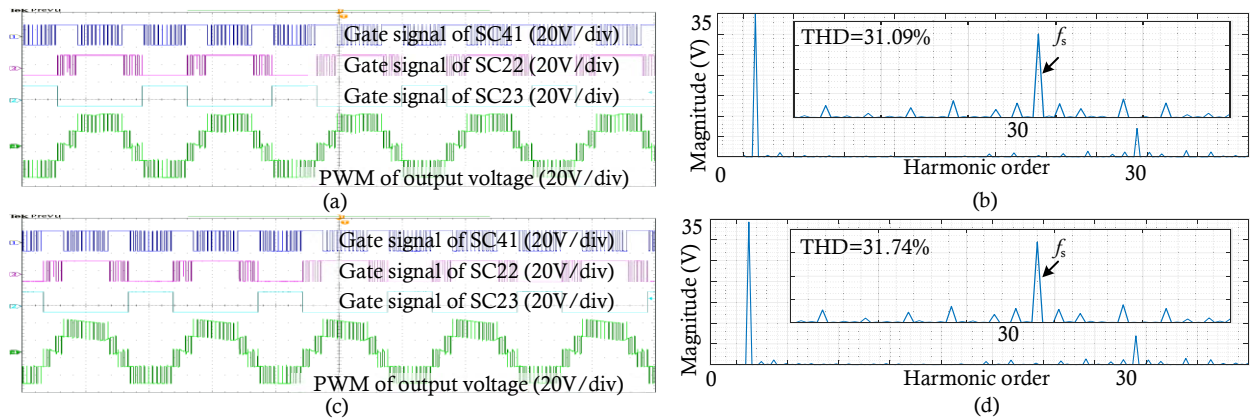 Gate signal of SC41 (20V/div)
Gate signal of SC22 (20V/div)
Gate signal of SC23 (20V/div)
PWM of output voltage (20V/div)
(a)
35
THD=31.09%
fs
30
Magnitude (V)
0
Harmonic order
30
(b)
Gate signal of SC41 (20V/div)
Gate signal of SC22 (20V/div)
Gate signal of SC23 (20V/div)
PWM of output voltage (20V/div)
(c)
35
THD=31.74%
fs
30
Magnitude (V)
0
Harmonic order
30
(d)